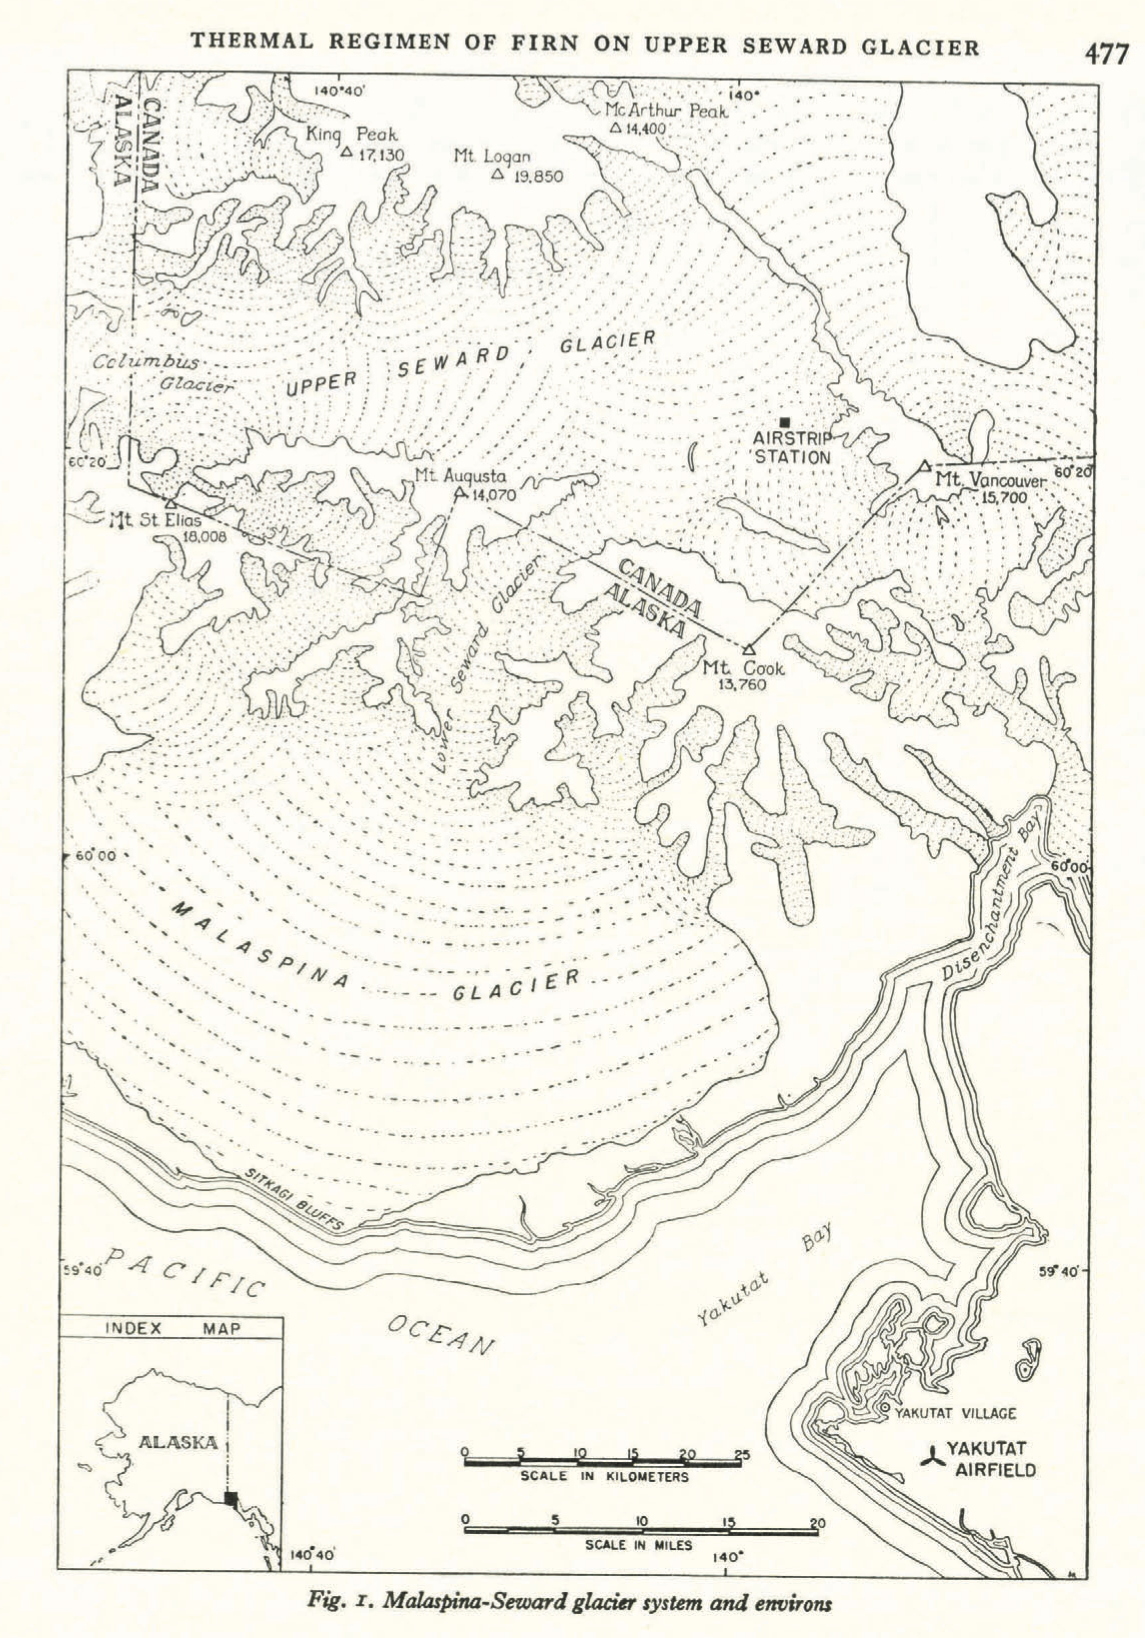 THERMAL REGIMEN OF FIRN ON UPPER SEWARD GLACIER 477
140°40'
140°
CANADA
ALASKA
McArthur Peak
14,400
King Peak
17,130
Mt. Logan
19,850
UPPER SEWARD GLACIER
Columbus
Glacier
AIRSTRIP
STATION
60°20'
60°20'
Mt. Augusta
14,070
Mt. Vancouver
15,700
Mt St Elias
18,008
Lower Seward Glacier
CANADA
ALASKA
Mt. Cook
13,760
60°00'
60°00'
Disenchantment Bay
MALASPINA GLACIER
SITKAGI BLUFFS
59°40'
59°40'
PACIFIC
OCEAN
Yakutat Bay
INDEX MAP
ALASKA
YAKUTAT VILLAGE
YAKUTAT
AIRFIELD
0 5 10 15 20 25
SCALE IN KILOMETERS
0 5 10 15 20
SCALE IN MILES
140°40'
140°
Fig. 1. Malaspina-Seward glacier system and environs